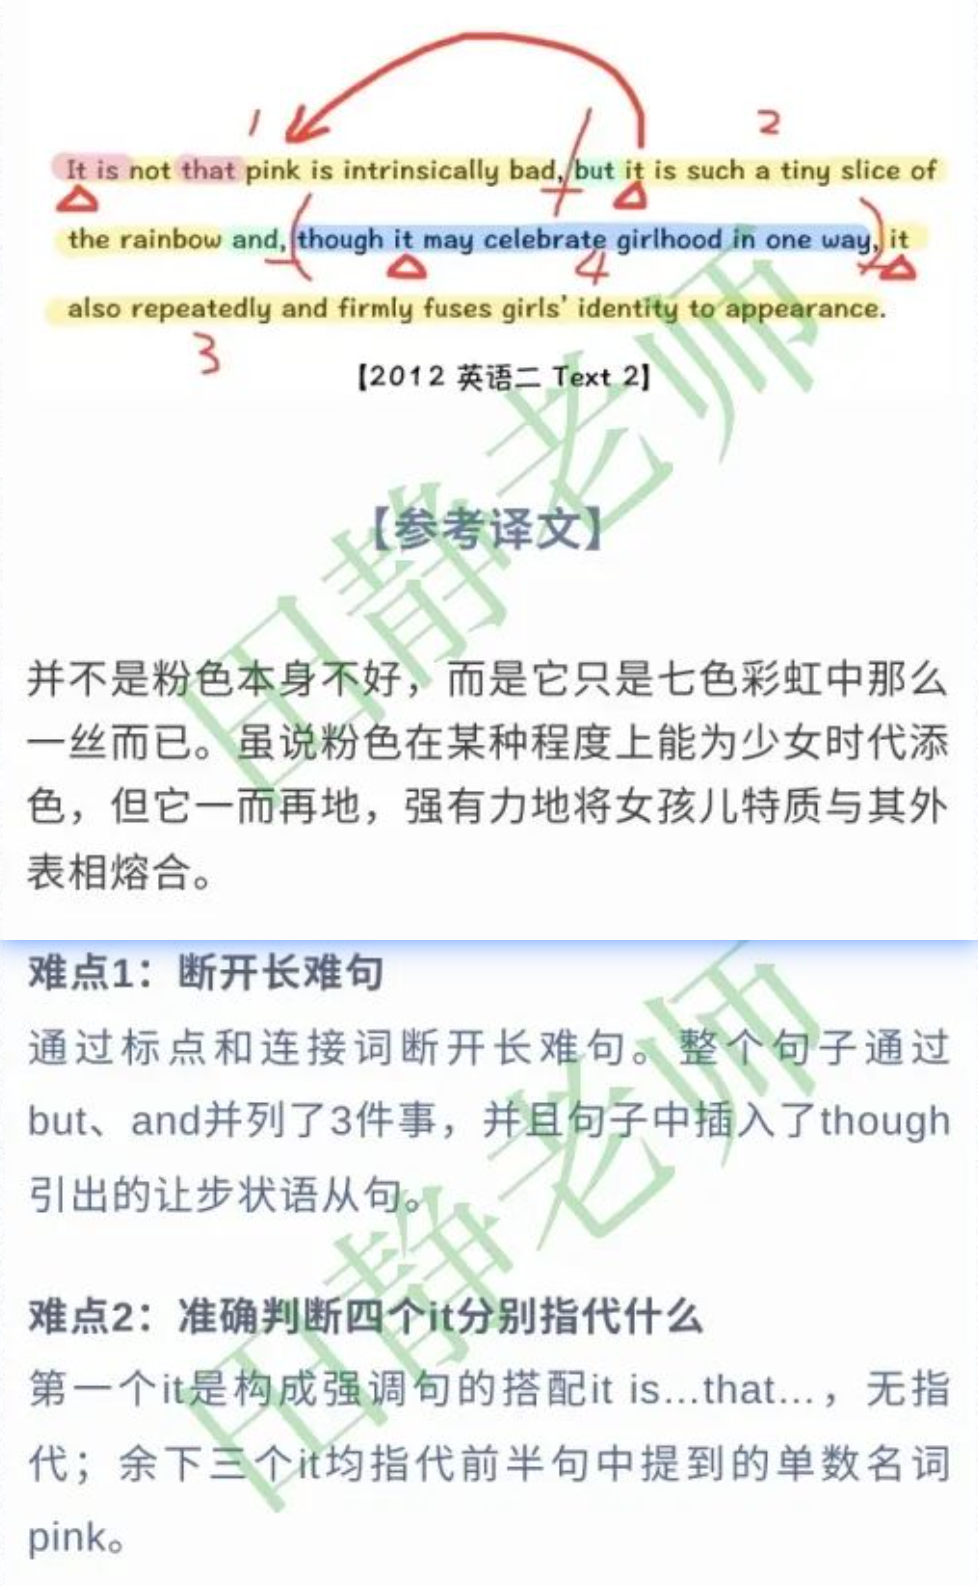 1
2
It is not that pink is intrinsically bad, but it is such a tiny slice of
the rainbow and, though it may celebrate girlhood in one way, it
4
also repeatedly and firmly fuses girls' identity to appearance.
3
【2012 英语二 Text 2】
【参考译文】
并不是粉色本身不好，而是它只是七色彩虹中那么
一丝而已。虽说粉色在某种程度上能为少女时代添
色，但它一而再地，强有力地将女孩儿特质与其外
表相熔合。
田静老师
难点1：断开长难句
通过标点和连接词断开长难句。整个句子通过
but、and并列了3件事，并且句子中插入了though
引出的让步状语从句。
难点2：准确判断四个it分别指代什么
第一个it是构成强调句的搭配it is...that...，无指
代；余下三个it均指代前半句中提到的单数名词
pink。
田静老师